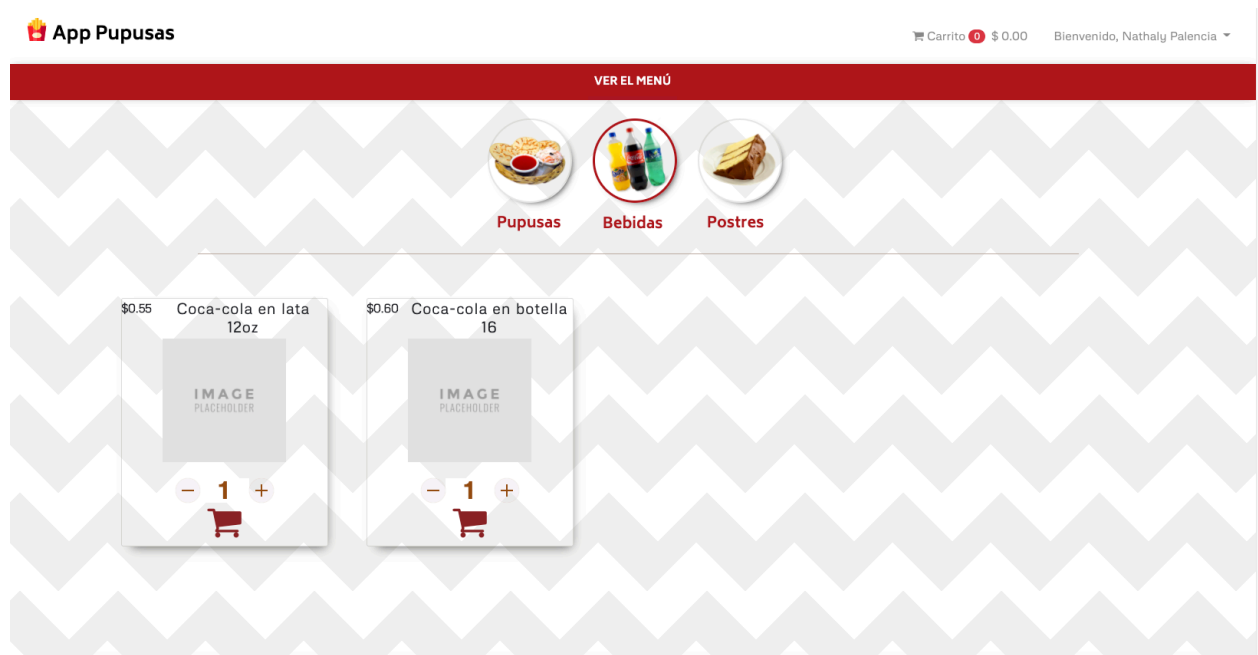 App Pupusas
Carrito 0 $ 0.00
Bienvenido, Nathaly Palencia
VER EL MENÚ
Pupusas
Bebidas
Postres
$0.55
Coca-cola en lata
12oz
IMAGE
PLACEHOLDER
1
$0.60
Coca-cola en botella
16
IMAGE
PLACEHOLDER
1